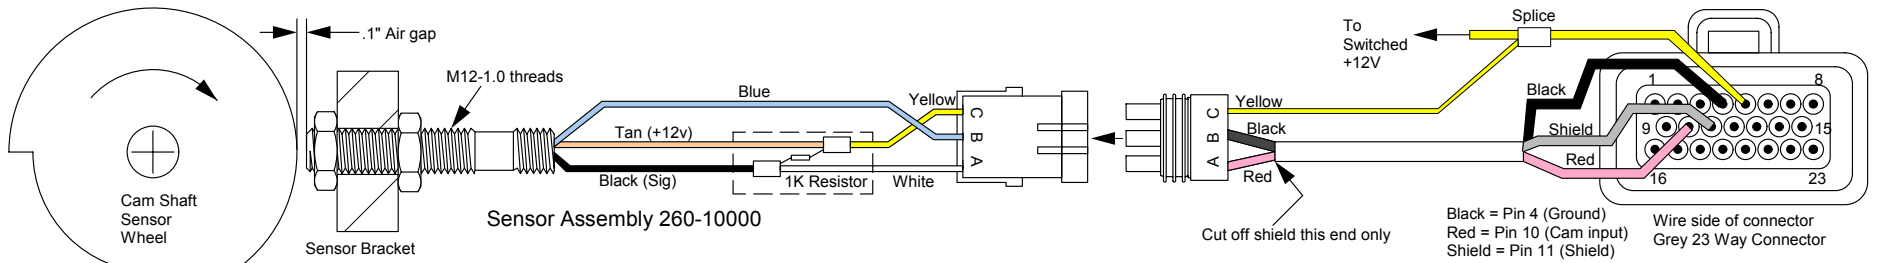 .1" Air gap
M12-1.0 threads
Cam Shaft
Sensor
Wheel
Sensor Bracket
Blue
Tan (+12v)
Black (Sig)
1K Resistor
Yellow
White
C
B
A
Sensor Assembly 260-10000
C
B
A
Yellow
Black
Red
Cut off shield this end only
To
Switched
+12V
Splice
Black
Shield
Red
1
8
9
15
16
23
Black = Pin 4 (Ground)
Red = Pin 10 (Cam input)
Shield = Pin 11 (Shield)
Wire side of connector
Grey 23 Way Connector